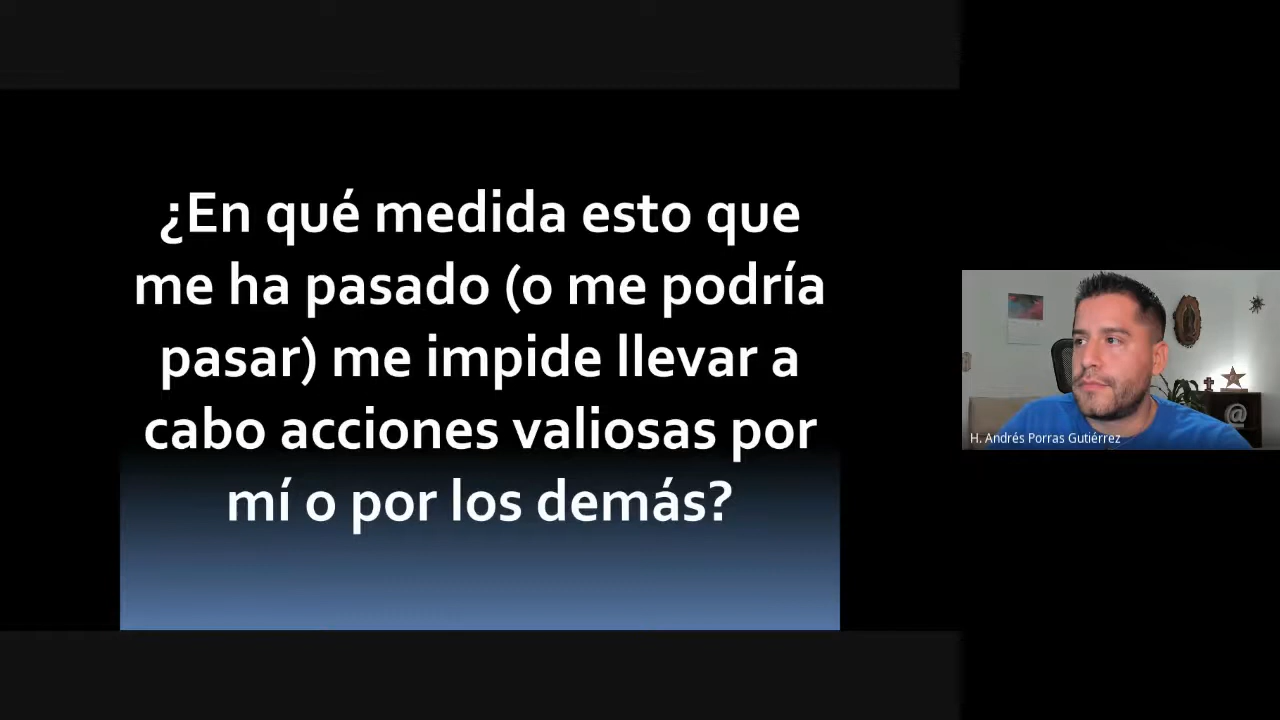 ¿En qué medida esto que
me ha pasado (o me podría
pasar) me impide llevar a
cabo acciones valiosas por
mí o por los demás?
H. Andrés Porras Gutiérrez
@